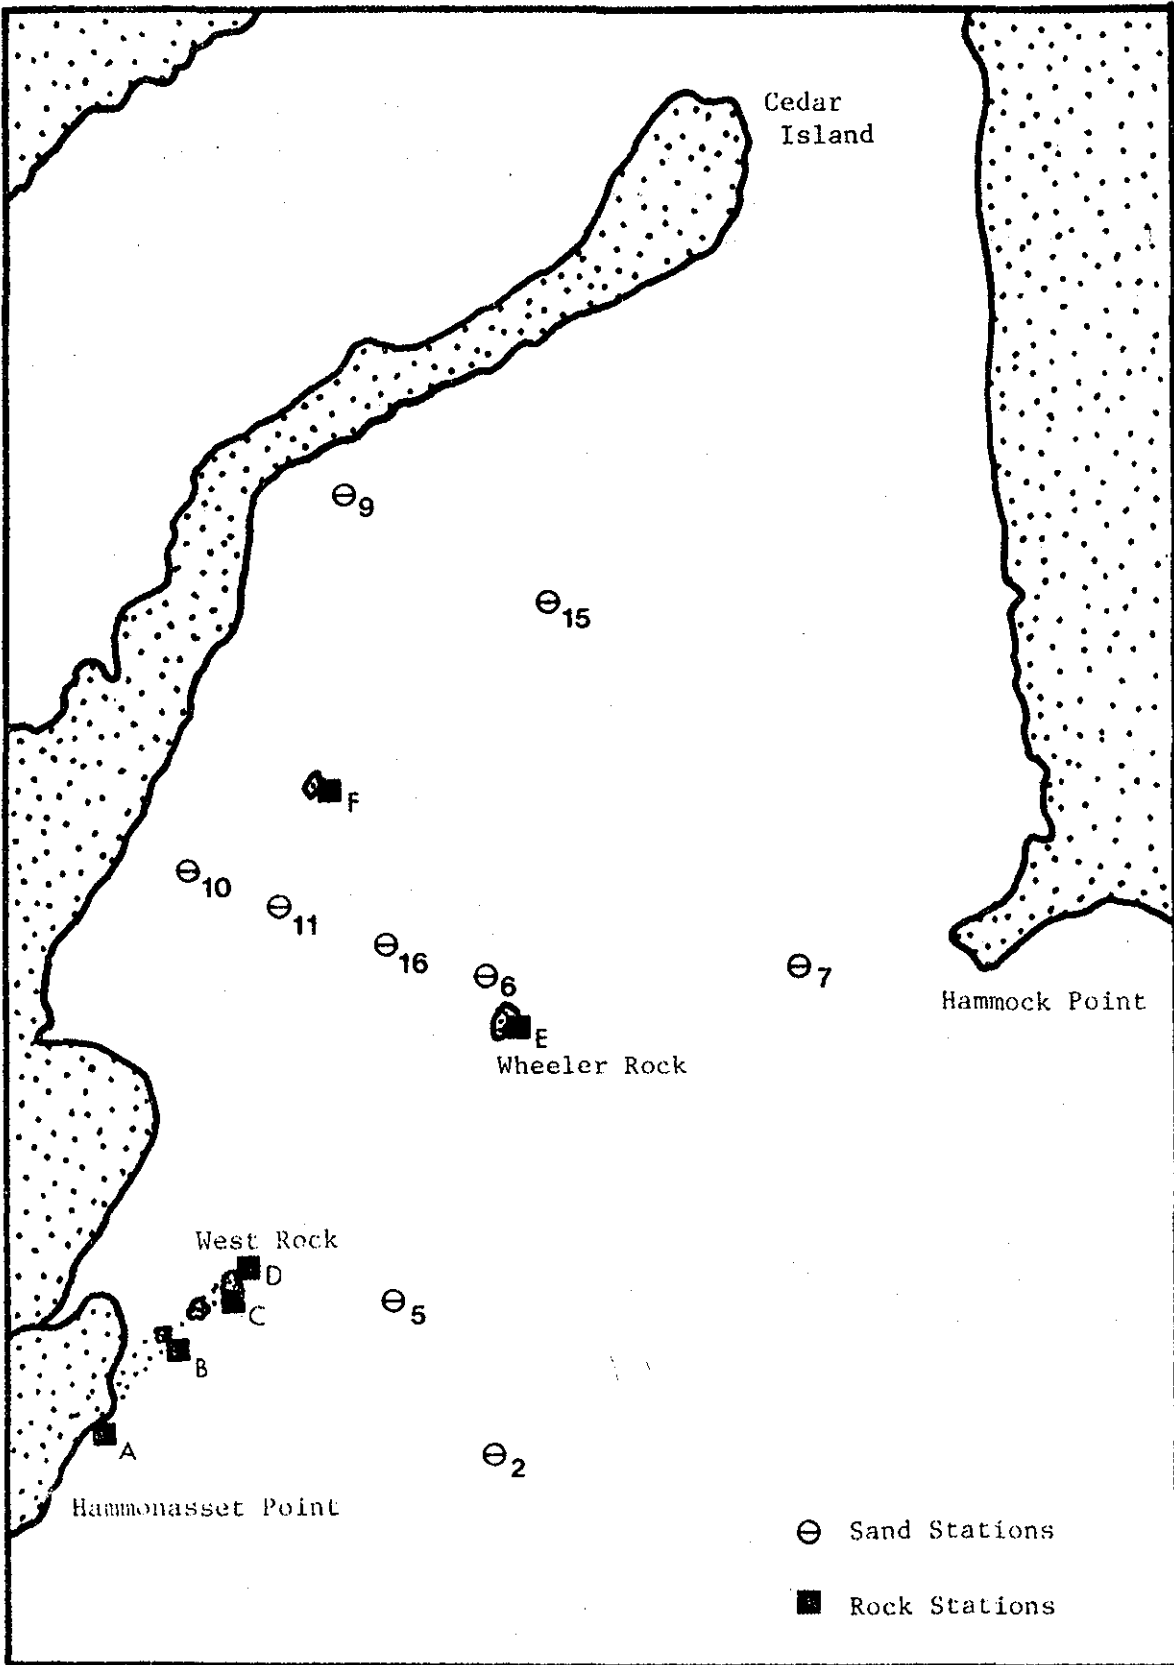 Cedar
Island
9
15
F
10
11
16
6
7
Hammock Point
E
Wheeler Rock
West Rock
D
C
5
B
A
2
Hammonasset Point
Sand Stations
Rock Stations